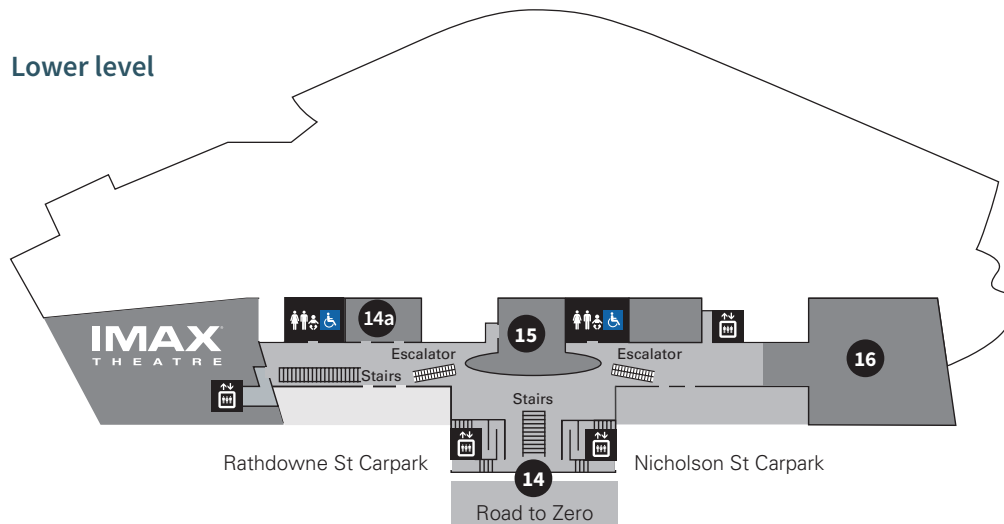 Lower level
14a
IMAX
THEATRE
15
Escalator
Escalator
16
Stairs
Stairs
Rathdowne St Carpark
Nicholson St Carpark
14
Road to Zero